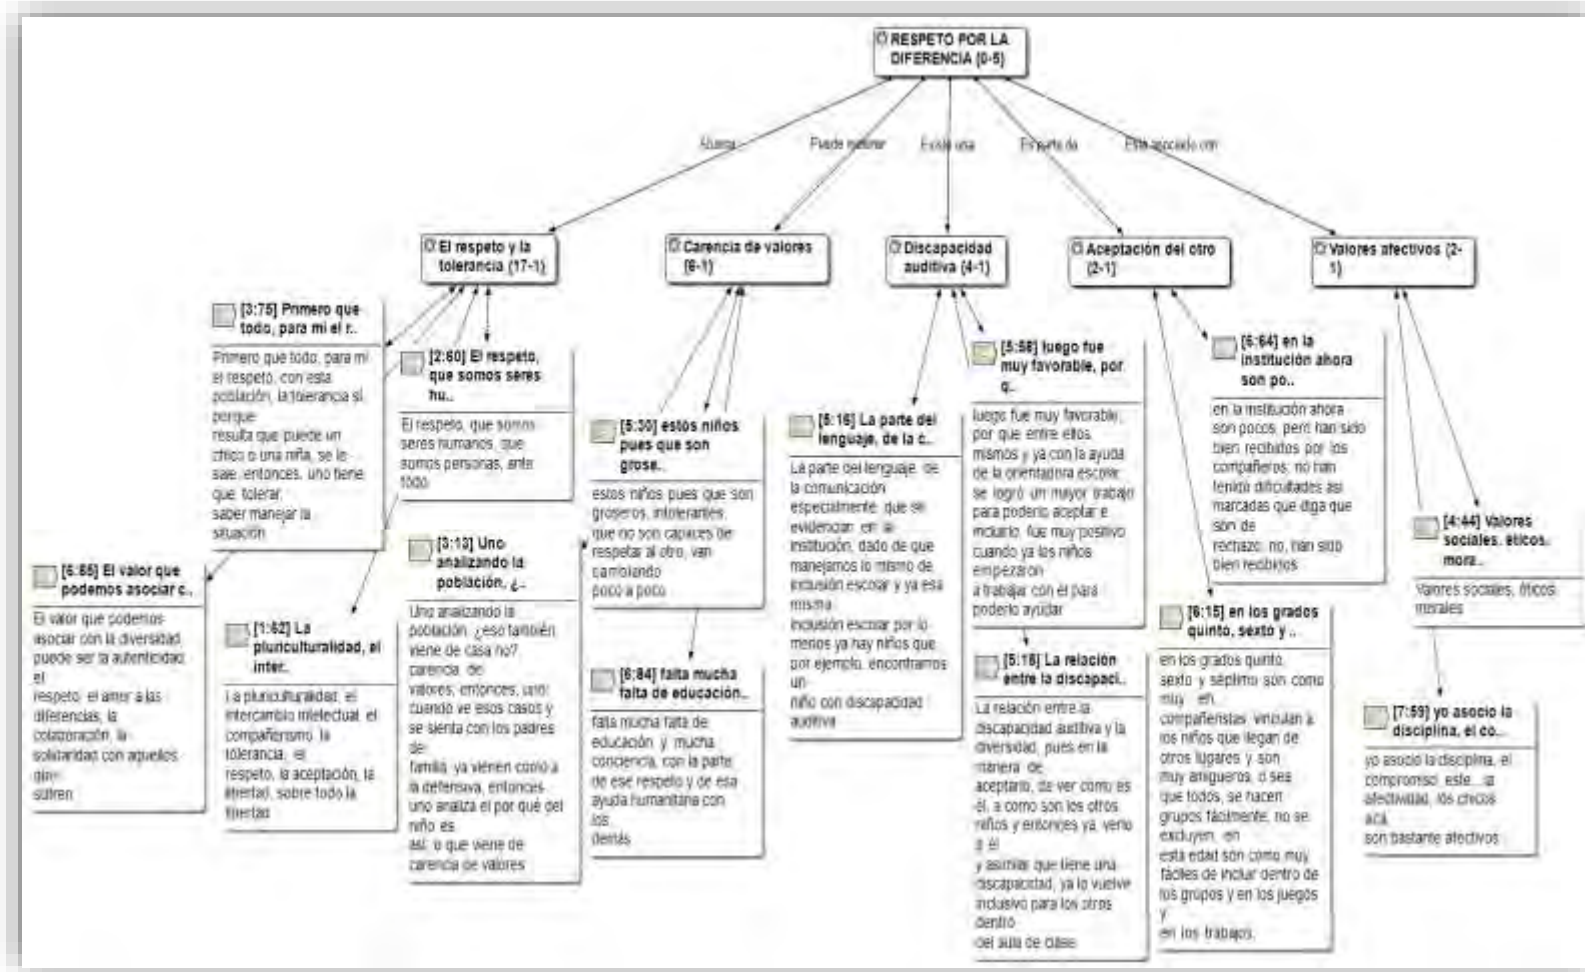 RESPETO POR LA
DIFERENCIA (0-5)
Puede
Existe una
Es parte de
Está asociado con
El respeto y la
tolerancia (17-1)
Carencia de valores
(6-1)
Discapacidad
auditiva (4-1)
Aceptación del otro
(2-1)
Valores afectivos (2-
1)
[3:75] Primero que
todo, para mi el r..
Primero que todo, para mi
el respeto, con esta
población, la tolerancia si
porque
resulta que puede un
chico o una niña, se le
sale, entonces, uno tiene
que tolerar,
saber manejar la
situación
[2:60] El respeto,
que somos seres
hu..
El respeto, que somos
seres humanos, que
somos personas, ante
todo
[6:65] El valor que
podemos asociar c..
El valor que podemos
asociar con la diversidad
puede ser la autenticidad,
el
respeto, el amor a las
diferencias, la
colaboración, la
solidaridad con aquellos
que
sufren
[1:62] La
pluriculturalidad, el
inter..
La pluriculturalidad, el
intercambio intelectual, el
compañerismo, la
tolerancia, el
respeto, la aceptación, la
libertad, sobre todo la
libertad
[3:13] Uno
analizando la
población, ¿..
Uno analizando la
población, ¿eso también
viene de casa no?
carencia de
valores, entonces, uno
cuando ve esos casos y
se sienta con los padres
de
familia, ya vienen como a
la defensiva, entonces
uno analiza el por qué del
niño es
así, o que viene de
carencia de valores
[5:30] estos niños
pues que son
grose..
estos niños pues que son
groseros, intolerantes,
que no son capaces de
respetar al otro, van
cambiando
poco a poco
[6:84] falta mucha
falta de educación..
falta mucha falta de
educación y mucha
conciencia, con la parte
de ese respeto y de esa
ayuda humanitaria con
los
demás
[5:16] La parte del
lenguaje, de la c..
La parte del lenguaje, de
la comunicación
especialmente que se
evidencian en la
institución, dado de que
manejamos lo mismo de
inclusión escolar y ya esa
misma
inclusión escolar por lo
menos ya hay niños que
por ejemplo, encontramos
un
niño con discapacidad
auditiva
[5:58] luego fue
muy favorable, por
q..
luego fue muy favorable,
por que entre ellos
mismos y ya con la ayuda
de la orientadora escolar,
se logró un mayor trabajo
para poderlo aceptar e
incluirlo, fue muy positivo
cuando ya los niños
empezaron
a trabajar con él para
poderlo ayudar
[5:18] La relación
entre la discapaci..
La relación entre la
discapacidad auditiva y la
diversidad, pues en la
manera de
aceptarlo, de ver como es
él, a como son los otros
niños y entonces ya verlo
a él
y asimilar que tiene una
discapacidad, ya lo vuelve
inclusivo para los otros
dentro
del aula de clase
[6:64] en la
institución ahora
son po..
en la institución ahora
son pocos, pero han sido
bien recibidos por los
compañeros, no han
tenido dificultades así
marcadas que diga que
son de
rechazo, no, han sido
bien recibidos
[6:15] en los grados
quinto, sexto y ..
en los grados quinto,
sexto y séptimo son como
muy en
compañeristas, vinculan a
los niños que llegan de
otros lugares y son
muy amigueros, o sea
que todos, se hacen
grupos fácilmente, no se
excluyen, en
esta edad son como muy
fáciles de incluir dentro de
los grupos y en los juegos
y
en los trabajos.
[4:44] Valores
sociales, éticos,
mora..
Valores sociales, éticos,
morales
[7:59] yo asocio la
disciplina, el co..
yo asocio la disciplina, el
compromiso, este... la
afectividad, los chicos
acá
son bastante afectivos